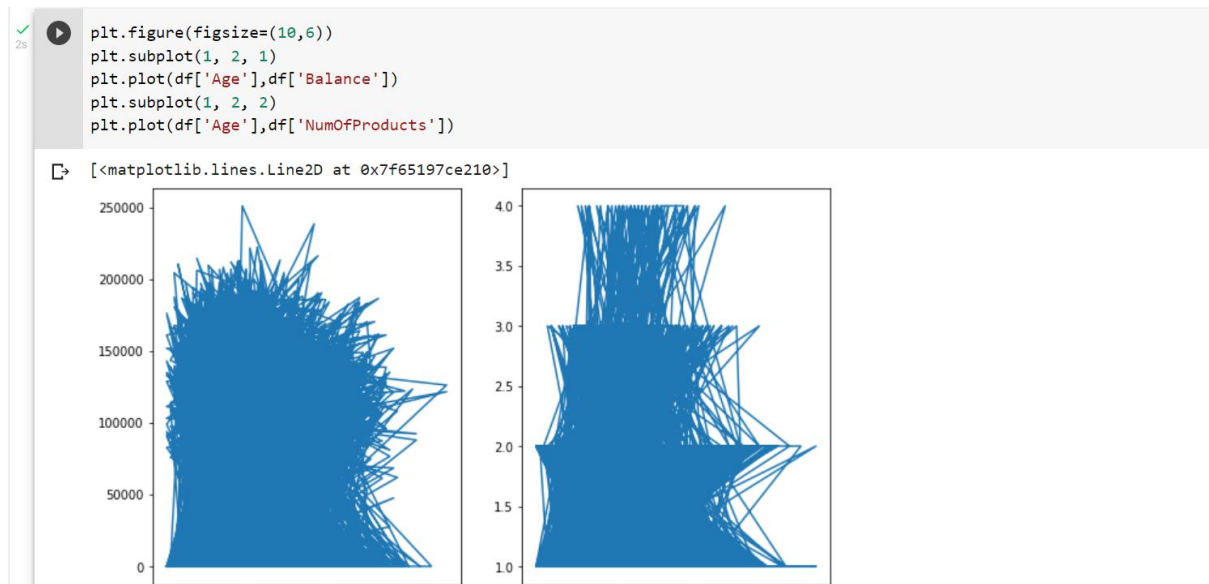 2s
plt.figure(figsize=(10,6))
plt.subplot(1, 2, 1)
plt.plot(df['Age'],df['Balance'])
plt.subplot(1, 2, 2)
plt.plot(df['Age'],df['NumOfProducts'])
[<matplotlib.lines.Line2D at 0x7f65197ce210>]
250000
200000
150000
100000
50000
0
4.0
3.5
3.0
2.5
2.0
1.5
1.0